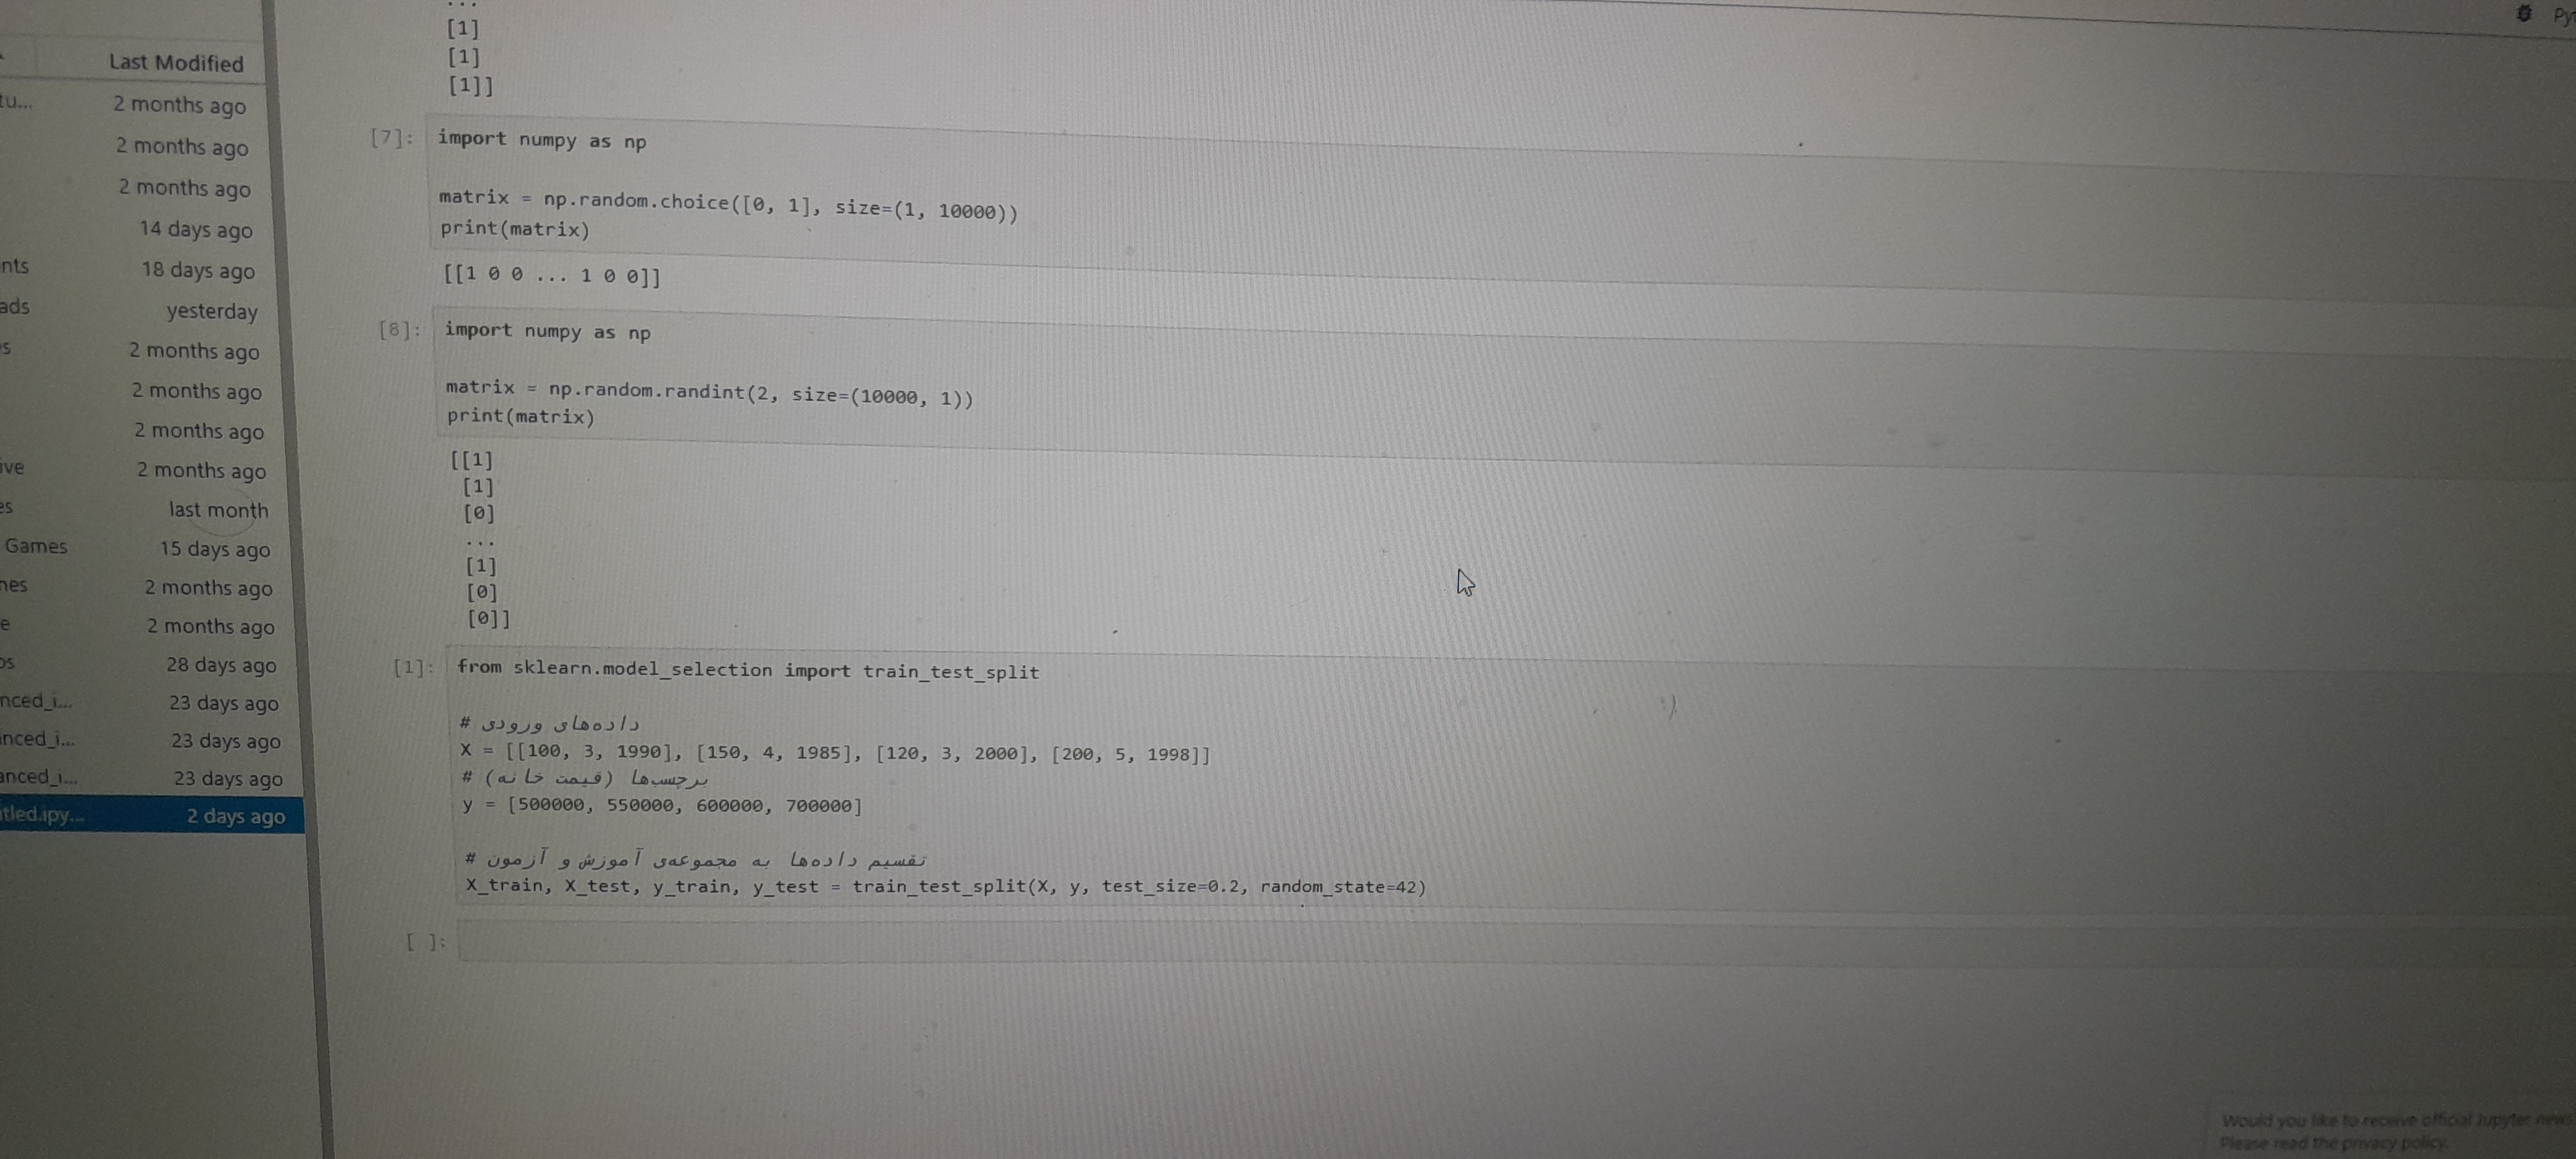 Last Modified
tu... 2 months ago
2 months ago
2 months ago
14 days ago
nts 18 days ago
ads yesterday
s 2 months ago
2 months ago
2 months ago
ive 2 months ago
es last month
Games 15 days ago
nes 2 months ago
e 2 months ago
os 28 days ago
nced_i... 23 days ago
anced_i... 23 days ago
anced_i... 23 days ago
tled.ipy... 2 days ago
...
[1]
[1]
[1]]
[7]: import numpy as np
matrix = np.random.choice([0, 1], size=(1, 10000))
print(matrix)
[[1 0 0 ... 1 0 0]]
[8]: import numpy as np
matrix = np.random.randint(2, size=(10000, 1))
print(matrix)
[[1]
[1]
[0]
...
[1]
[0]
[0]]
[1]: from sklearn.model_selection import train_test_split
# داده‌های ورودی
X = [[100, 3, 1990], [150, 4, 1985], [120, 3, 2000], [200, 5, 1998]]
# برچسب‌ها (قیمت خانه)
y = [500000, 550000, 600000, 700000]
# تقسیم داده‌ها به مجموعه‌ی آموزش و آزمون
X_train, X_test, y_train, y_test = train_test_split(X, y, test_size=0.2, random_state=42)
[ ]:
Py
Would you like to receive official Jupyter news
Please read the privacy policy.